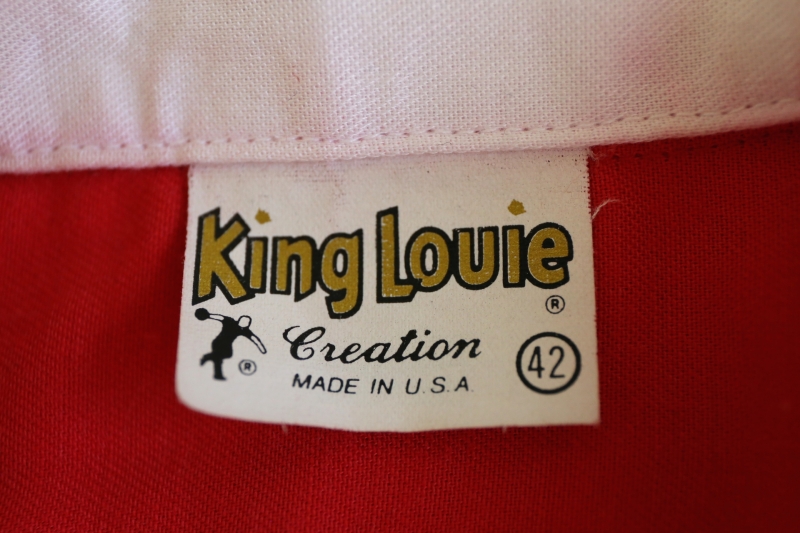 King Louie ®
® Creation 42
MADE IN U.S.A.